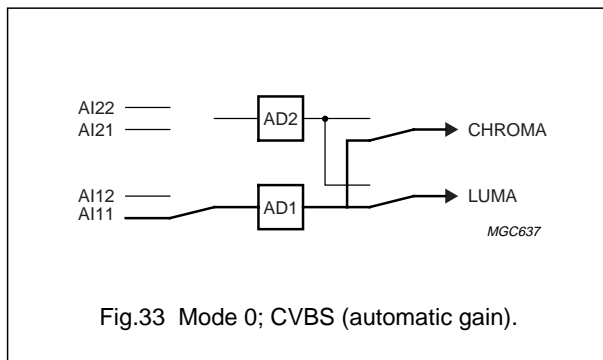 AI22
AI21
AD2
CHROMA
AI12
AI11
AD1
LUMA
MGC637
Fig.33 Mode 0; CVBS (automatic gain).